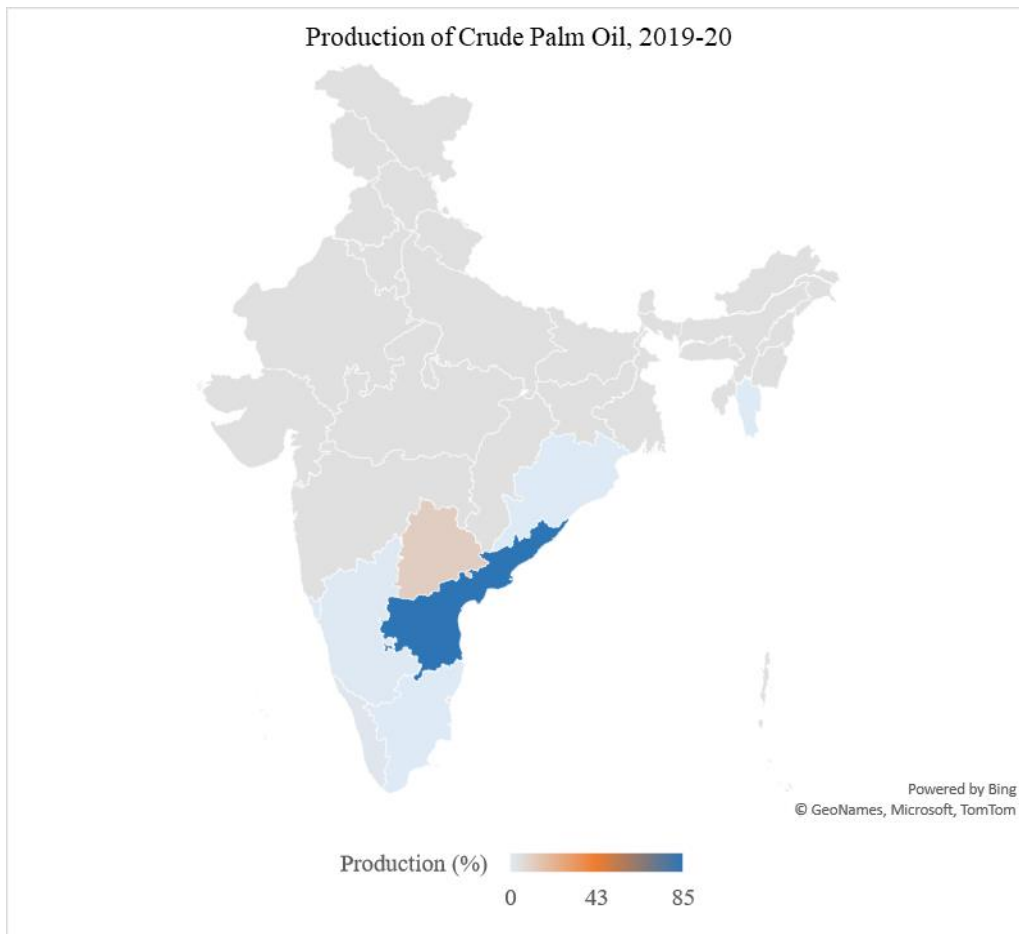 Production of Crude Palm Oil, 2019-20
Powered by Bing
© GeoNames, Microsoft, TomTom
Production (%)
0 43 85